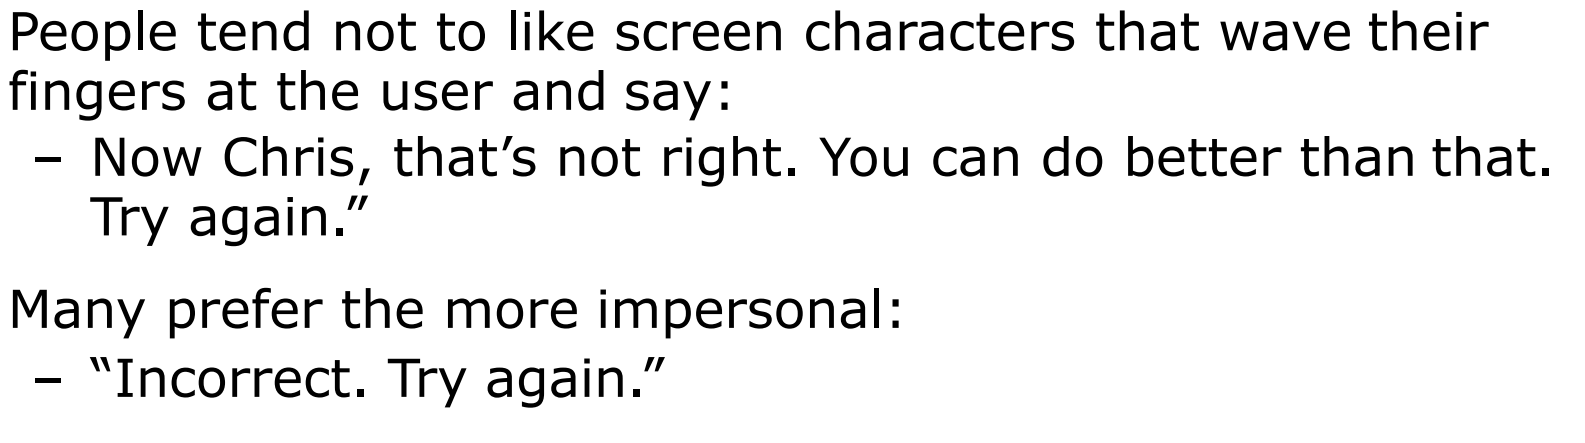 People tend not to like screen characters that wave their
fingers at the user and say:
– Now Chris, that’s not right. You can do better than that.
Try again.”
Many prefer the more impersonal:
– “Incorrect. Try again.”